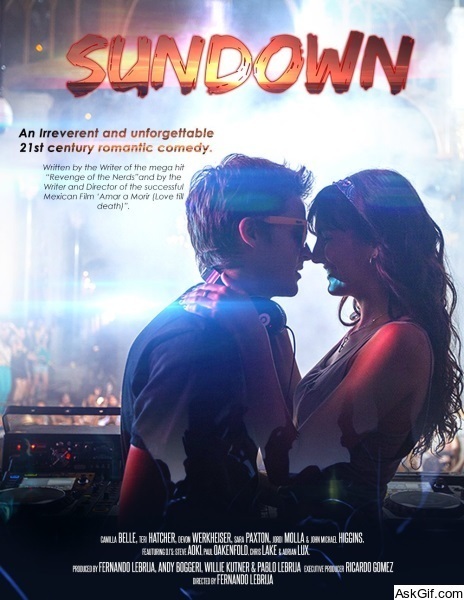 SUNDOWN
An Irreverent and unforgettable
21st century romantic comedy.
Written by the Writer of the mega hit
"Revenge of the Nerds"and by the
Writer and Director of the successful
Mexican Film 'Amar a Morir (Love till
death)".
CAMILLA BELLE, TERI HATCHER, DEVON WERKHEISER, SARA PAXTON, JORDI MOLLA & JOHN MICHAEL HIGGINS.
FEAUTURING DJ'S: STEVE AOKI, PAUL OAKENFOLD, CHRIS LAKE & ADRIAN LUX.
PRODUCED BY FERNANDO LEBRIJA, ANDY BOGGERI, WILLIE KUTNER & PABLO LEBRIJA EXECUTIVE PRODUCER RICARDO GOMEZ
DIRECTED BY FERNANDO LEBRIJA
AskGif.com